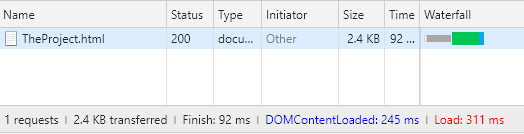 Name Status Type Initiator Size Time Waterfall
TheProject.html 200 docu... Other 2.4 KB 92 ...
1 requests | 2.4 KB transferred | Finish: 92 ms | DOMContentLoaded: 245 ms | Load: 311 ms